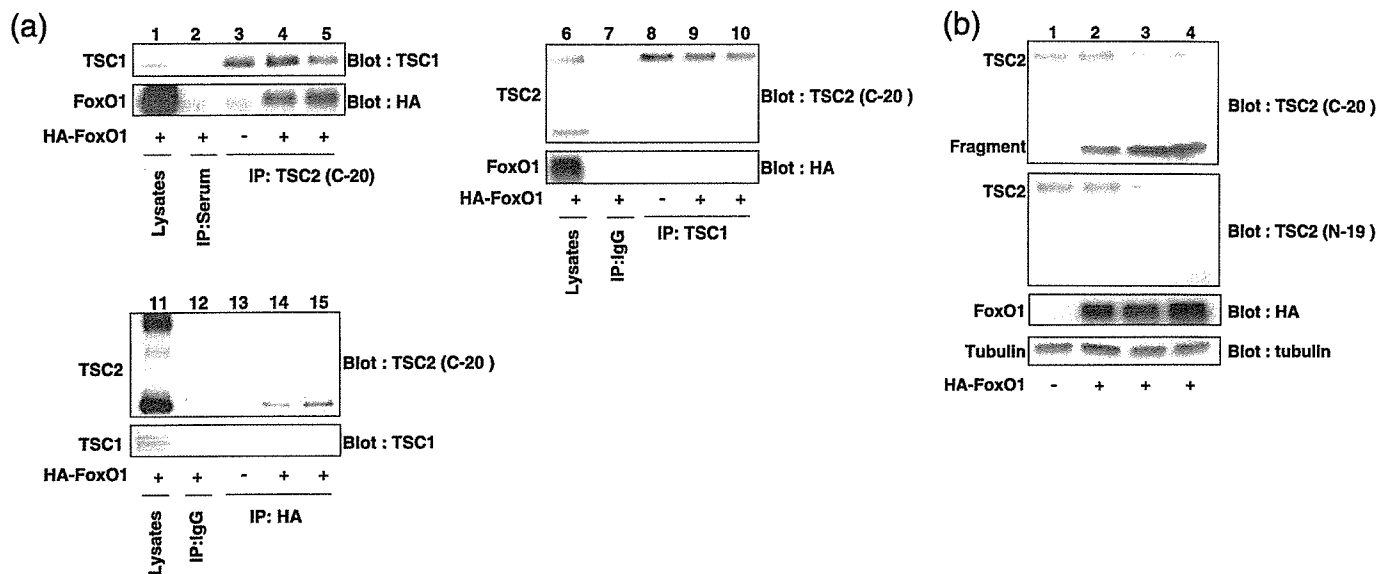 (a)
1 2 3 4 5
TSC1 Blot : TSC1
FoxO1 Blot : HA
HA-FoxO1 + + - + +
Lysates
IP:Serum
IP: TSC2 (C-20)
6 7 8 9 10
TSC2 Blot : TSC2 (C-20 )
FoxO1 Blot : HA
HA-FoxO1 + + - + +
Lysates
IP:IgG
IP: TSC1
11 12 13 14 15
TSC2 Blot : TSC2 (C-20 )
TSC1 Blot : TSC1
HA-FoxO1 + + - + +
Lysates
IP:IgG
IP: HA
(b)
1 2 3 4
TSC2
Blot : TSC2 (C-20 )
Fragment
TSC2
Blot : TSC2 (N-19 )
FoxO1 Blot : HA
Tubulin Blot : tubulin
HA-FoxO1 - + + +